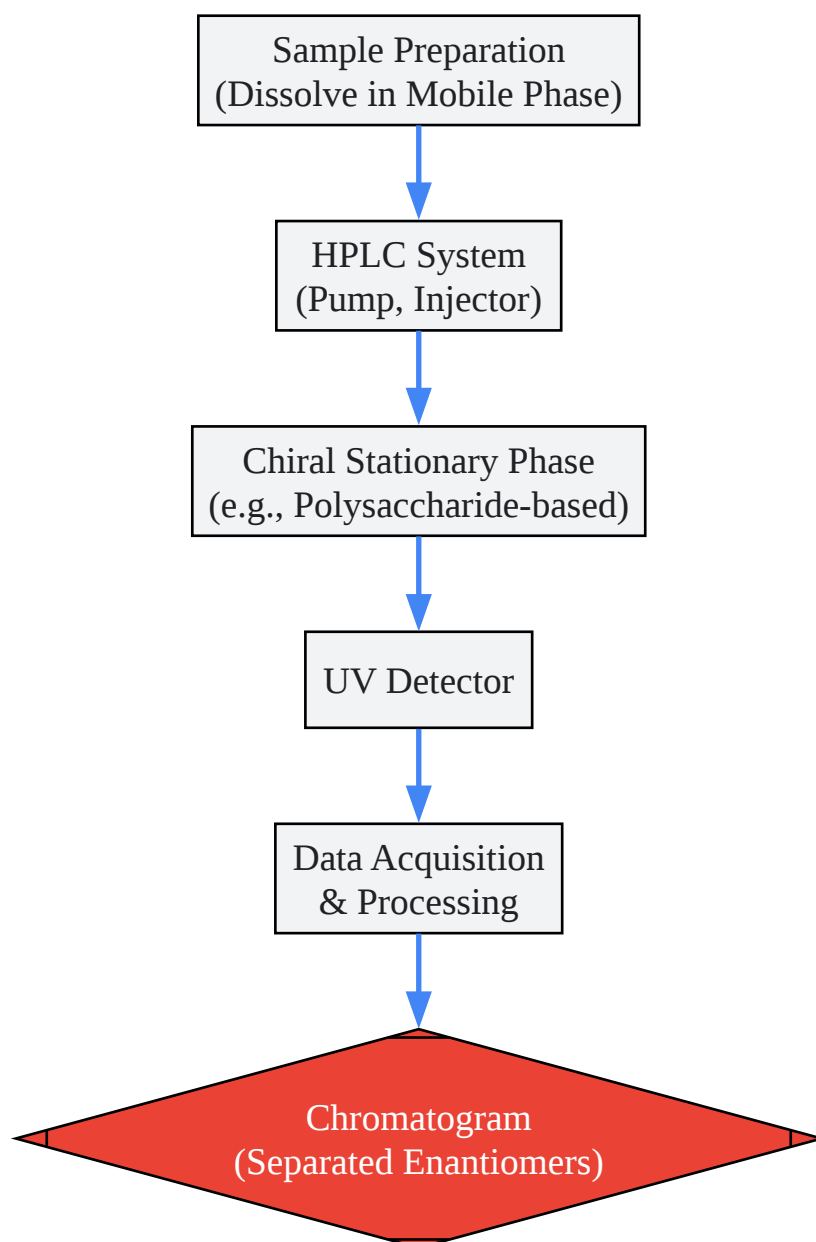 Sample Preparation
(Dissolve in Mobile Phase)
HPLC System
(Pump, Injector)
Chiral Stationary Phase
(e.g., Polysaccharide-based)
UV Detector
Data Acquisition
& Processing
Chromatogram
(Separated Enantiomers)